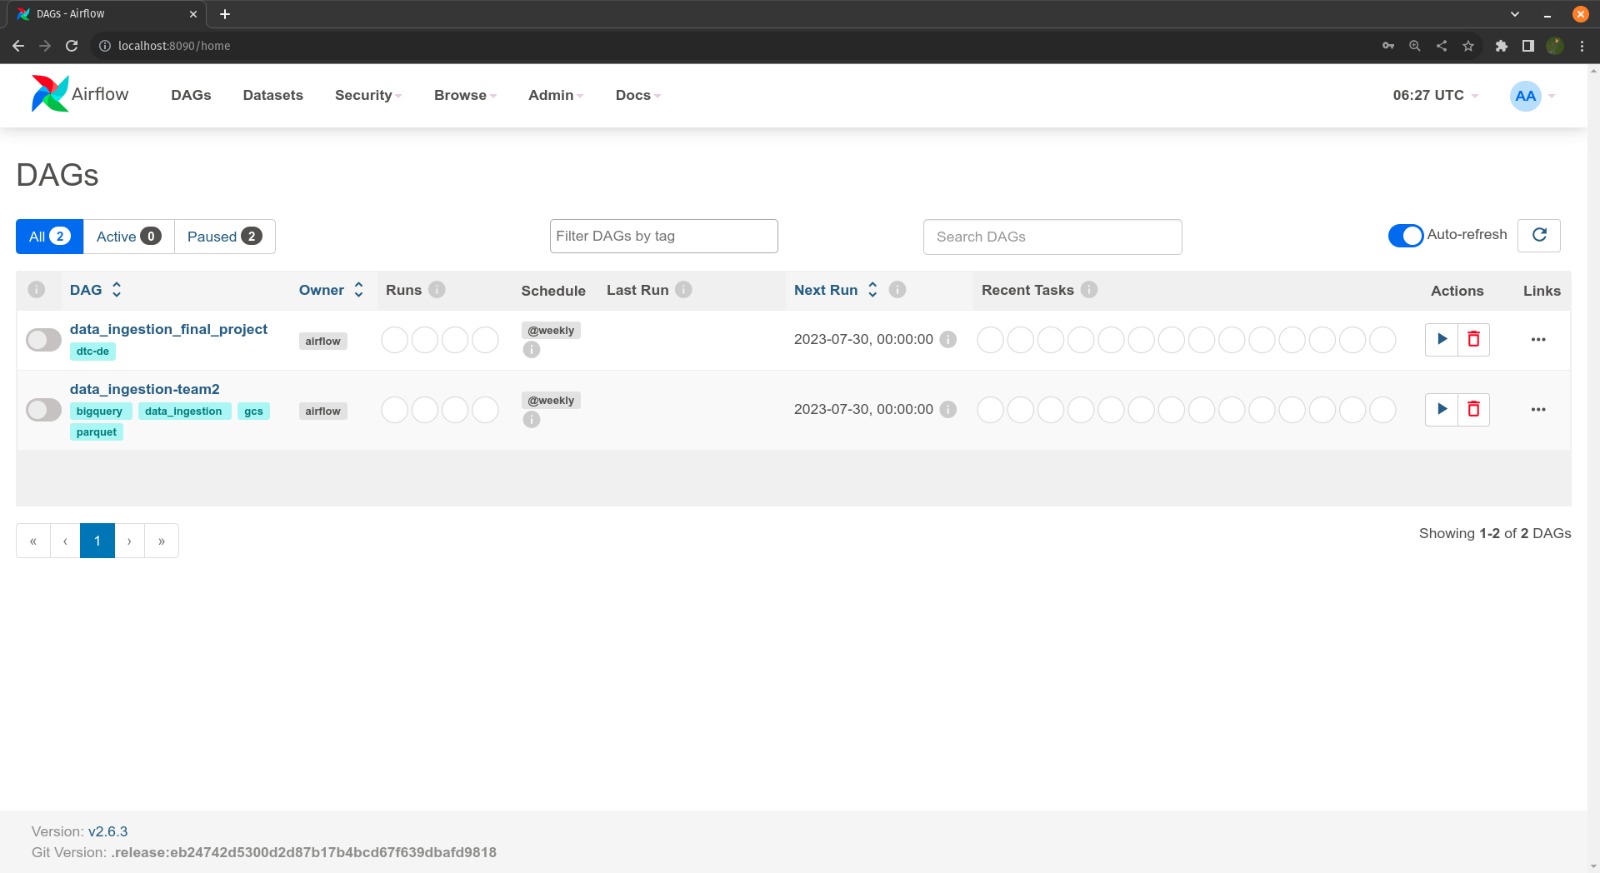 DAGs - Airflow
localhost:8090/home
Airflow DAGs Datasets Security Browse Admin Docs 06:27 UTC AA
DAGs
All 2 Active 0 Paused 2 Filter DAGs by tag Search DAGs Auto-refresh
DAG Owner Runs Schedule Last Run Next Run Recent Tasks Actions Links
data_ingestion_final_project
dtc-de
airflow
@weekly
2023-07-30, 00:00:00
data_ingestion-team2
bigquery data_ingestion gcs
parquet
airflow
@weekly
2023-07-30, 00:00:00
« ‹ 1 › »
Showing 1-2 of 2 DAGs
Version: v2.6.3
Git Version: .release:eb24742d5300d2d87b17b4bcd67f639dbafd9818